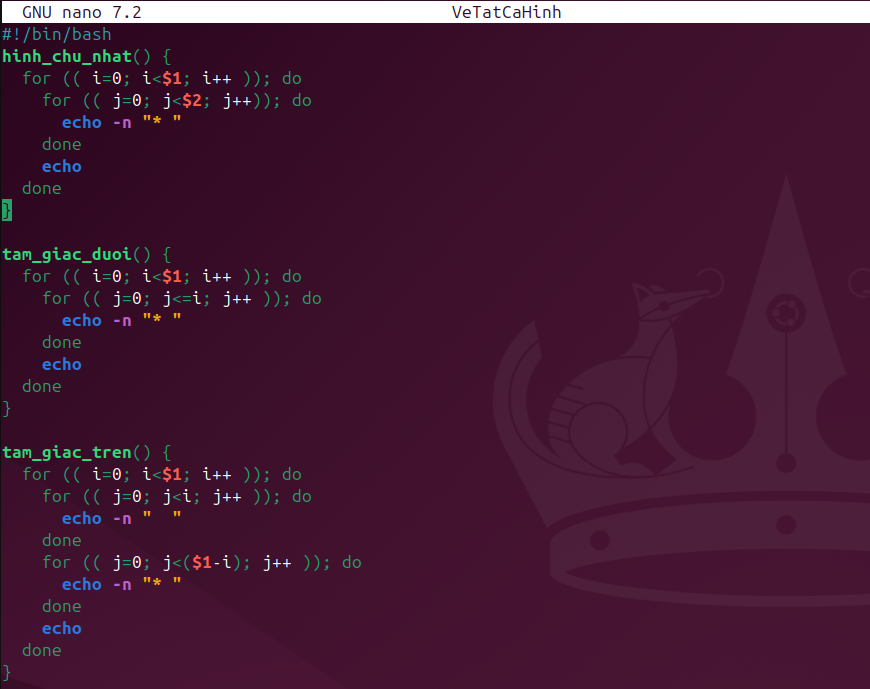 GNU nano 7.2 VeTatCaHinh
#!/bin/bash
hinh_chu_nhat() {
  for (( i=0; i<$1; i++ )); do
    for (( j=0; j<$2; j++)); do
      echo -n "* "
    done
    echo
  done
}

tam_giac_duoi() {
  for (( i=0; i<$1; i++ )); do
    for (( j=0; j<=i; j++ )); do
      echo -n "* "
    done
    echo
  done
}

tam_giac_tren() {
  for (( i=0; i<$1; i++ )); do
    for (( j=0; j<i; j++ )); do
      echo -n "  "
    done
    for (( j=0; j<($1-i); j++ )); do
      echo -n "* "
    done
    echo
  done
}